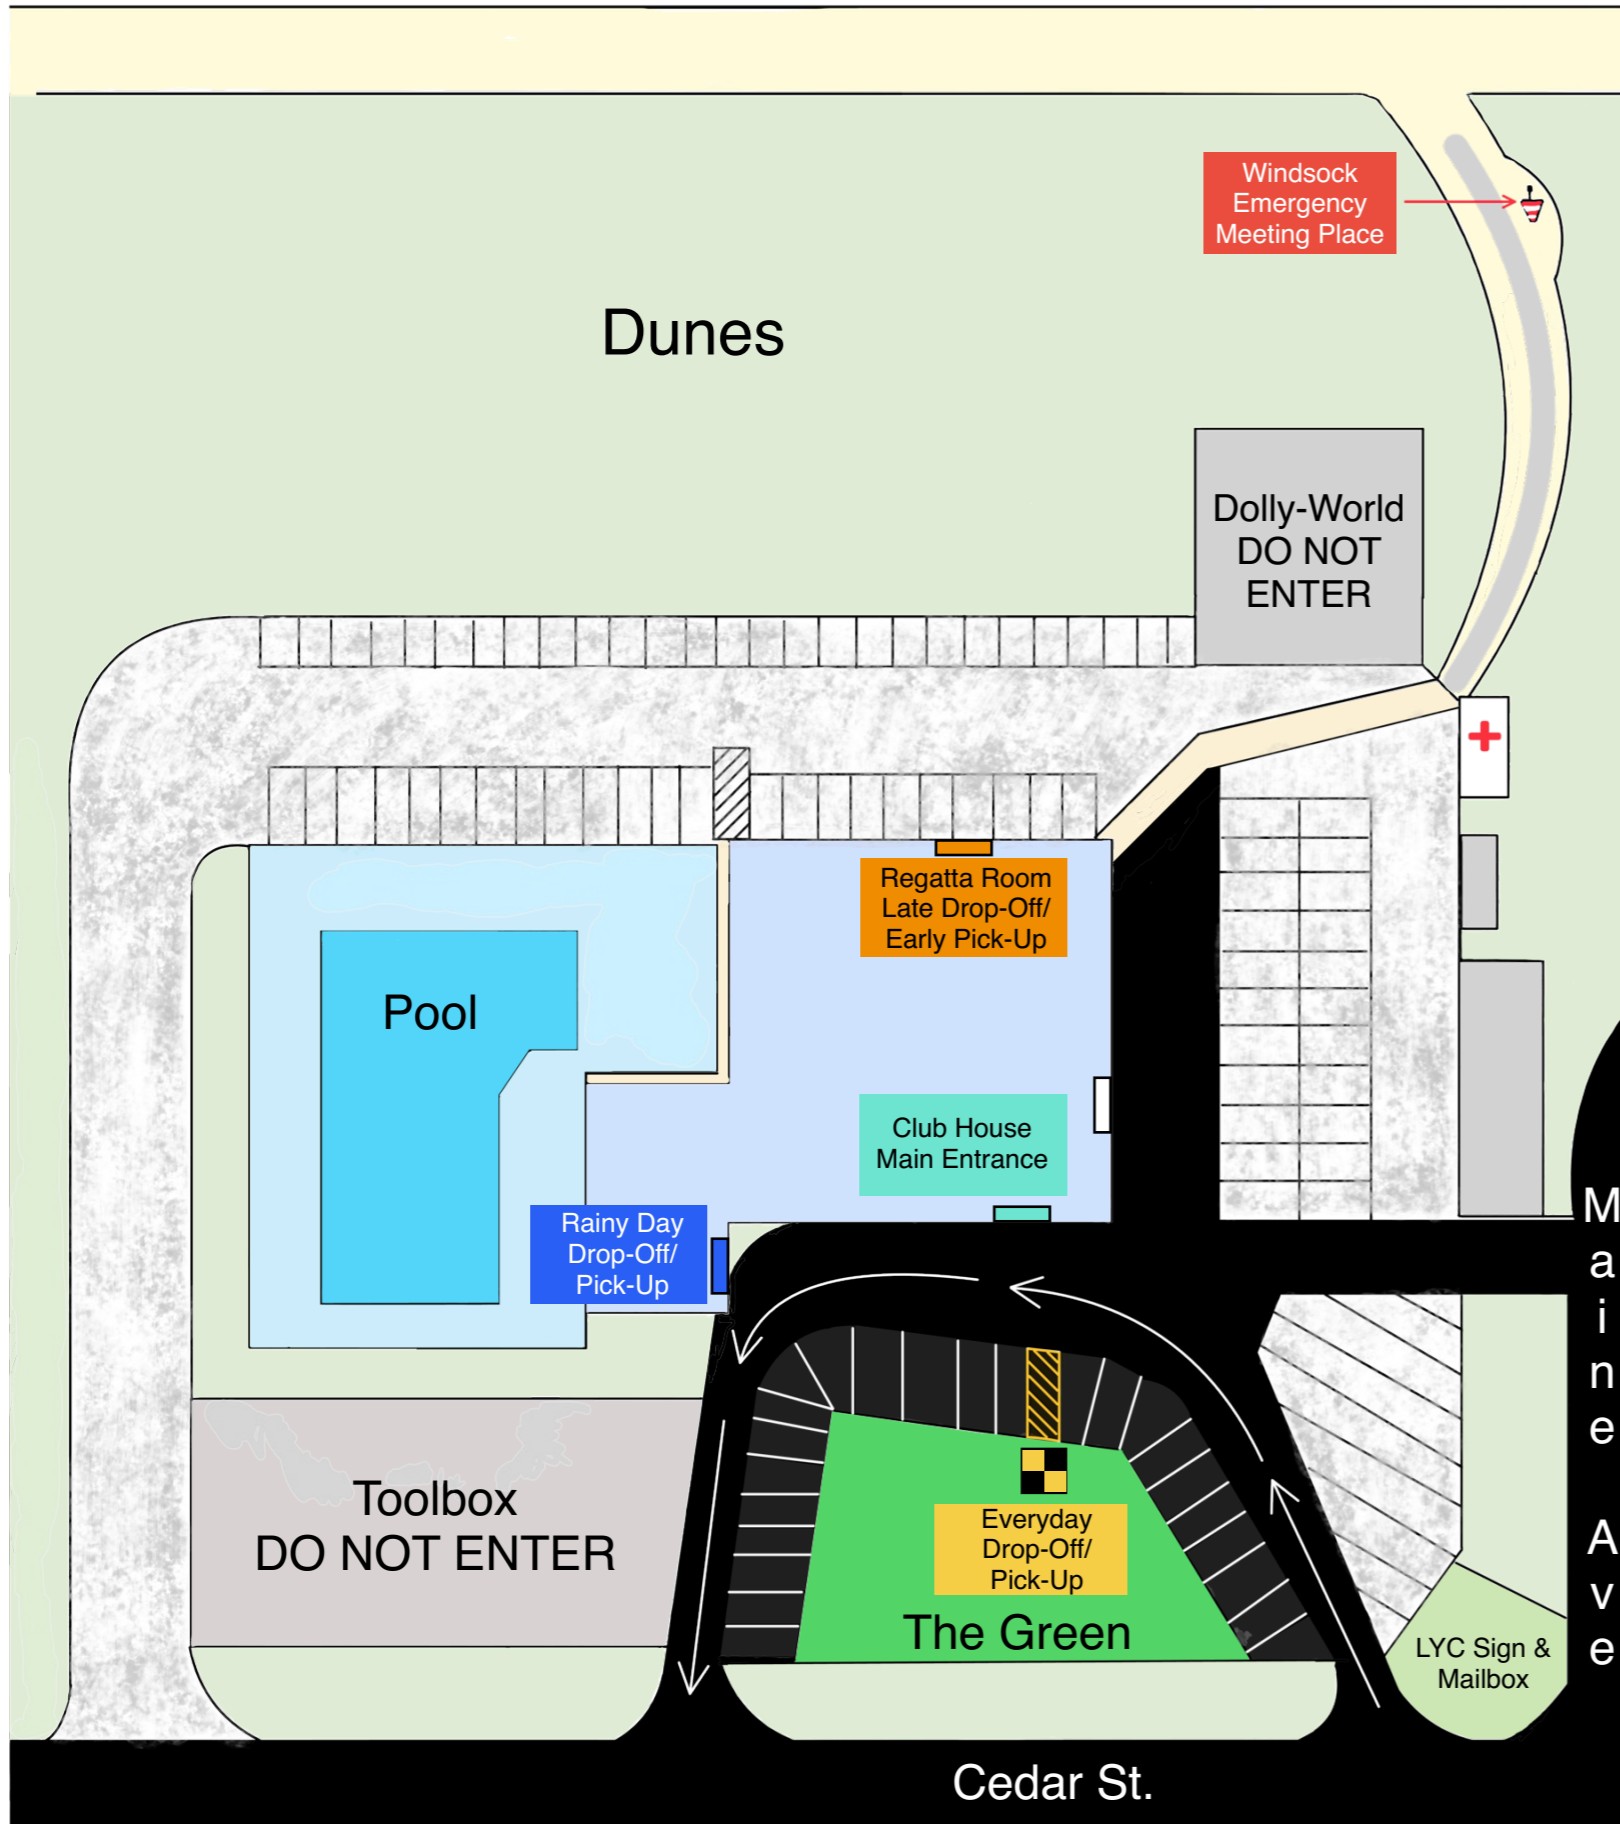 Windsock
Emergency
Meeting Place
Dunes
Dolly-World
DO NOT
ENTER
Regatta Room
Late Drop-Off/
Early Pick-Up
Pool
Club House
Main Entrance
Rainy Day
Drop-Off/
Pick-Up
Maine Ave
Toolbox
DO NOT ENTER
Everyday
Drop-Off/
Pick-Up
The Green
LYC Sign &
Mailbox
Cedar St.